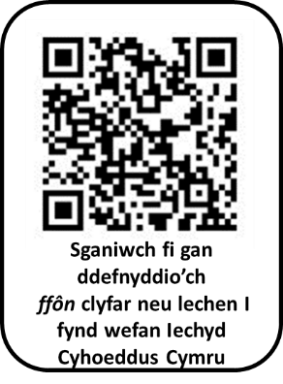 Sganiwch fi gan
ddefnyddio’ch
ffôn clyfar neu lechen I
fynd wefan Iechyd
Cyhoeddus Cymru